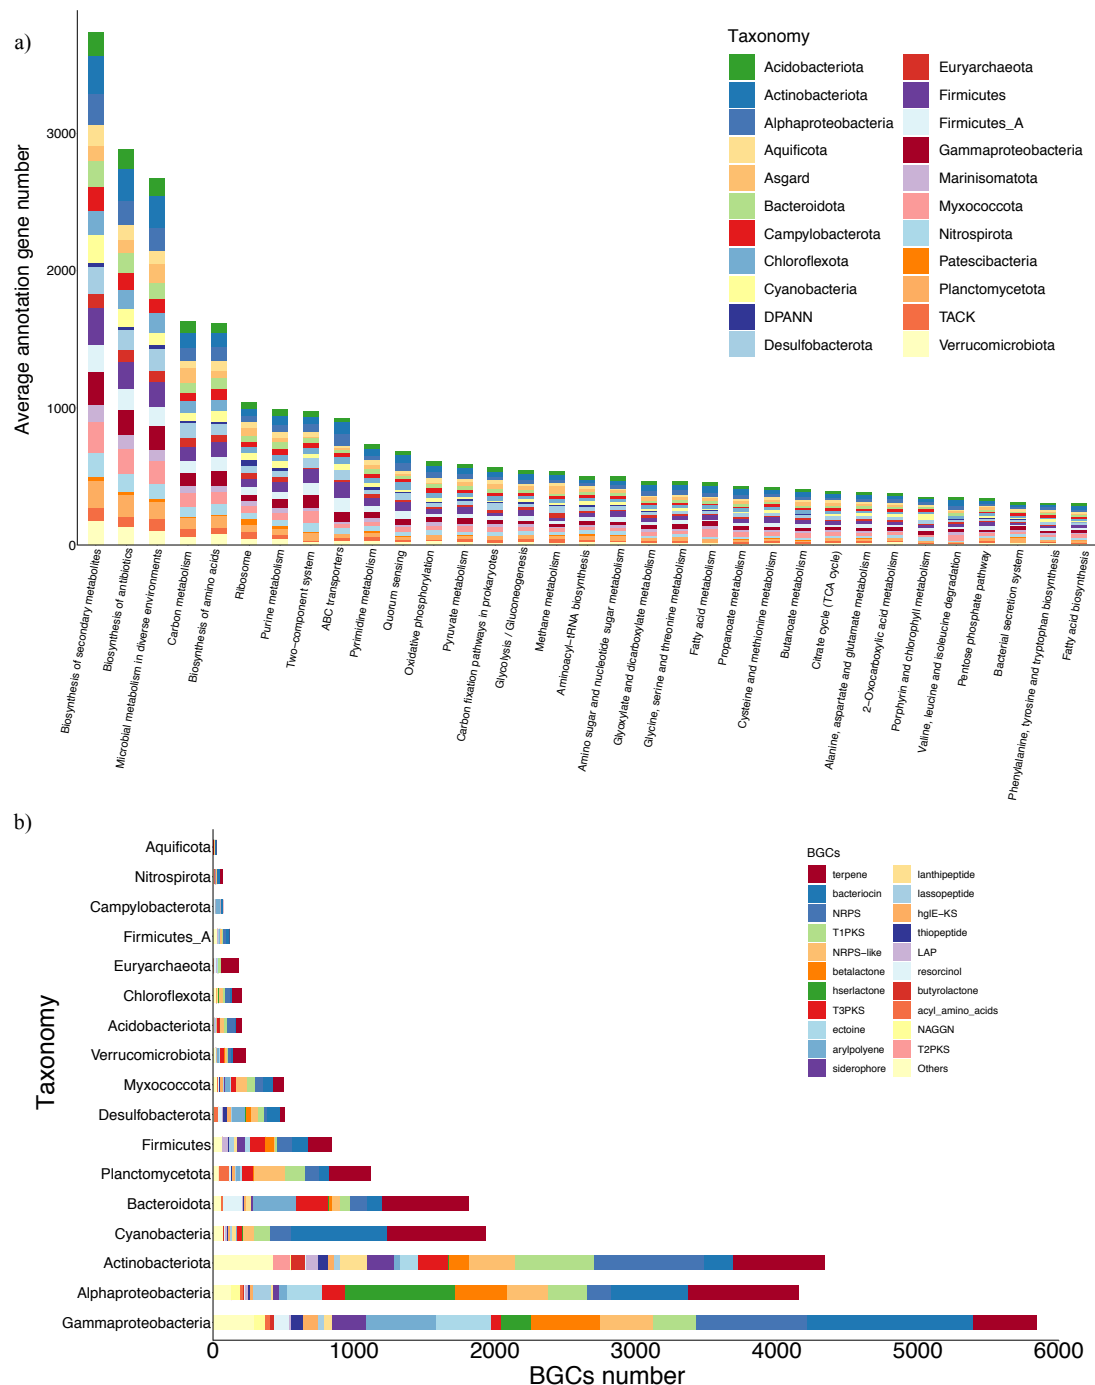 a)
Average annotation gene number
3000
2000
1000
0
Taxonomy
Acidobacteriota
Actinobacteriota
Alphaproteobacteria
Aquificota
Asgard
Bacteroidota
Campylobacterota
Chloroflexota
Cyanobacteria
DPANN
Desulfobacterota
Euryarchaeota
Firmicutes
Firmicutes_A
Gammaproteobacteria
Marinisomatota
Myxococcota
Nitrospirota
Patescibacteria
Planctomycetota
TACK
Verrucomicrobiota
Biosynthesis of secondary metabolites
Biosynthesis of antibiotics
Microbial metabolism in diverse environments
Carbon metabolism
Biosynthesis of amino acids
Ribosome
Purine metabolism
Two-component system
ABC transporters
Pyrimidine metabolism
Quorum sensing
Oxidative phosphorylation
Pyruvate metabolism
Carbon fixation pathways in prokaryotes
Glycolysis / Gluconeogenesis
Methane metabolism
Aminoacyl-tRNA biosynthesis
Amino sugar and nucleotide sugar metabolism
Glyoxylate and dicarboxylate metabolism
Glycine, serine and threonine metabolism
Fatty acid metabolism
Propanoate metabolism
Cysteine and methionine metabolism
Butanoate metabolism
Citrate cycle (TCA cycle)
Alanine, aspartate and glutamate metabolism
2-Oxocarboxylic acid metabolism
Porphyrin and chlorophyll metabolism
Valine, leucine and isoleucine degradation
Pentose phosphate pathway
Bacterial secretion system
Phenylalanine, tyrosine and tryptophan biosynthesis
Fatty acid biosynthesis
b)
Taxonomy
Aquificota
Nitrospirota
Campylobacterota
Firmicutes_A
Euryarchaeota
Chloroflexota
Acidobacteriota
Verrucomicrobiota
Myxococcota
Desulfobacterota
Firmicutes
Planctomycetota
Bacteroidota
Cyanobacteria
Actinobacteriota
Alphaproteobacteria
Gammaproteobacteria
BGCs
terpene
bacteriocin
NRPS
T1PKS
NRPS-like
betalactone
hserlactone
T3PKS
ectoine
arylpolyene
siderophore
lanthipeptide
lassopeptide
hglE-KS
thiopeptide
LAP
resorcinol
butyrolactone
acyl_amino_acids
NAGGN
T2PKS
Others
0
1000
2000
3000
4000
5000
6000
BGCs number